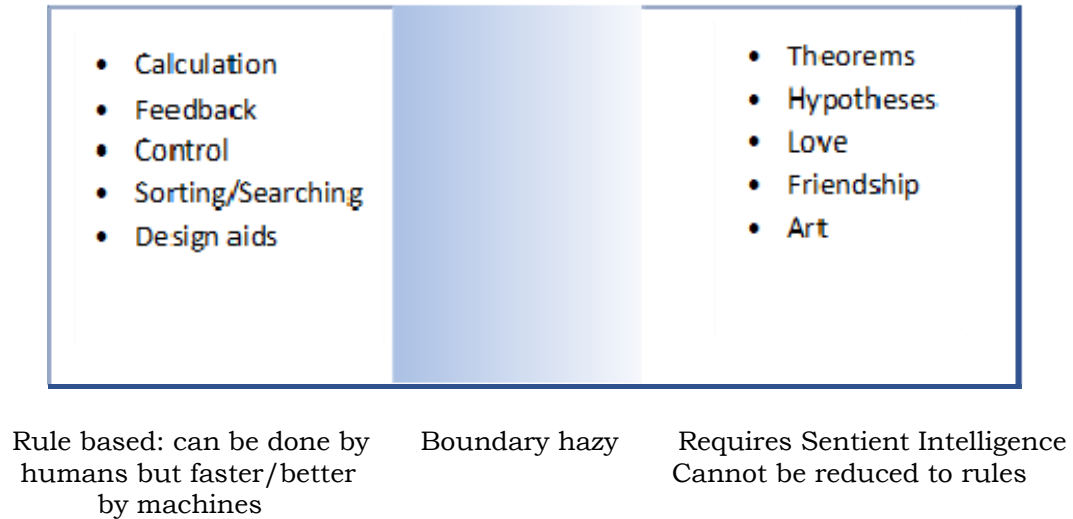 • Calculation
• Feedback
• Control
• Sorting/Searching
• Design aids
• Theorems
• Hypotheses
• Love
• Friendship
• Art
Rule based: can be done by
humans but faster/better
by machines
Boundary hazy
Requires Sentient Intelligence
Cannot be reduced to rules